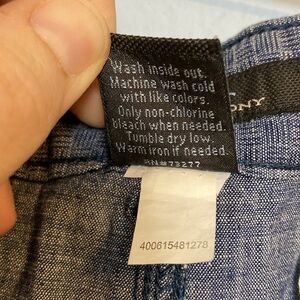 Wash inside out.
Machine wash cold
with like colors.
Only non-chlorine
bleach when needed.
Tumble dry low.
Warm iron if needed.
RN#73277
400615481278